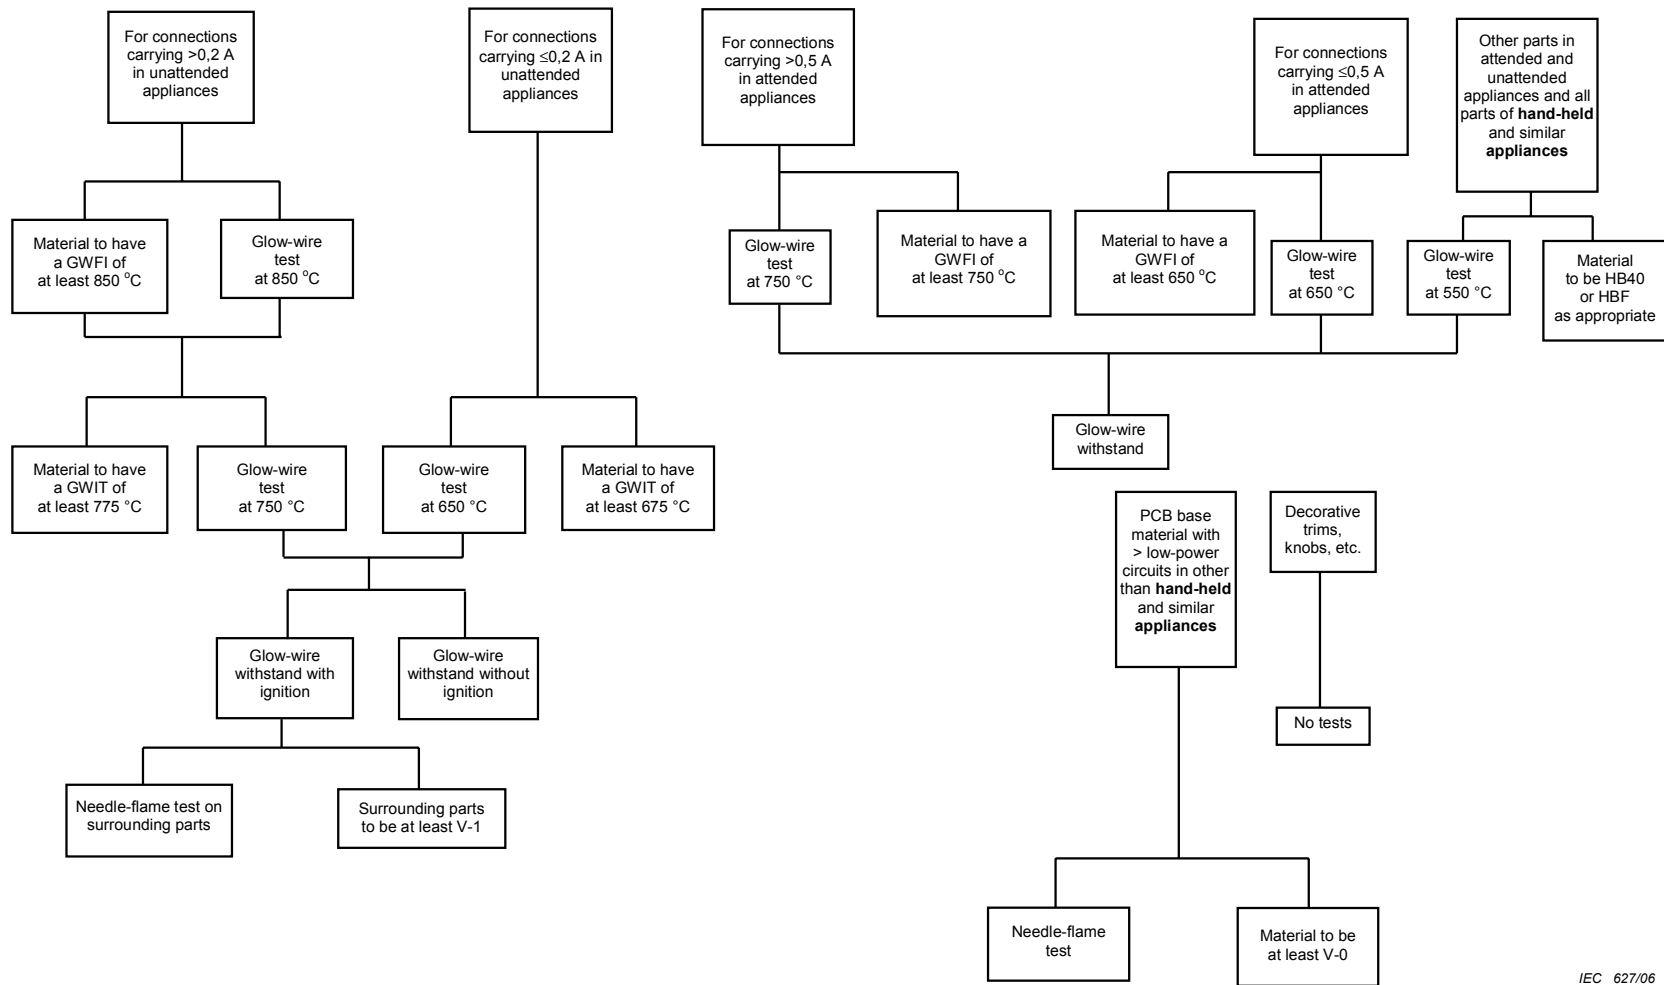 For connections
carrying >0,2 A
in unattended
appliances
For connections
carrying ≤0,2 A in
unattended
appliances
For connections
carrying >0,5 A
in attended
appliances
For connections
carrying ≤0,5 A
in attended
appliances
Other parts in
attended and
unattended
appliances and all
parts of hand-held
and similar
appliances
Material to have
a GWFI of
at least 850 °C
Glow-wire
test
at 850 °C
Glow-wire
test
at 750 °C
Material to have a
GWFI of
at least 750 °C
Material to have a
GWFI of
at least 650 °C
Glow-wire
test
at 650 °C
Glow-wire
test
at 550 °C
Material
to be HB40
or HBF
as appropriate
Glow-wire
withstand
Material to have
a GWIT of
at least 775 °C
Glow-wire
test
at 750 °C
Glow-wire
test
at 650 °C
Material to have
a GWIT of
at least 675 °C
PCB base
material with
> low-power
circuits in other
than hand-held
and similar
appliances
Decorative
trims,
knobs, etc.
Glow-wire
withstand with
ignition
Glow-wire
withstand without
ignition
No tests
Needle-flame test on
surrounding parts
Surrounding parts
to be at least V-1
Needle-flame
test
Material to be
at least V-0
IEC 627/06